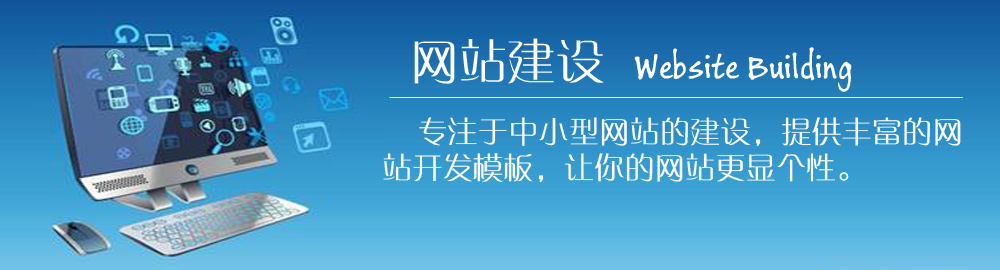 网站建设 Website Building
专注于中小型网站的建设，提供丰富的网
站开发模板，让你的网站更显个性。